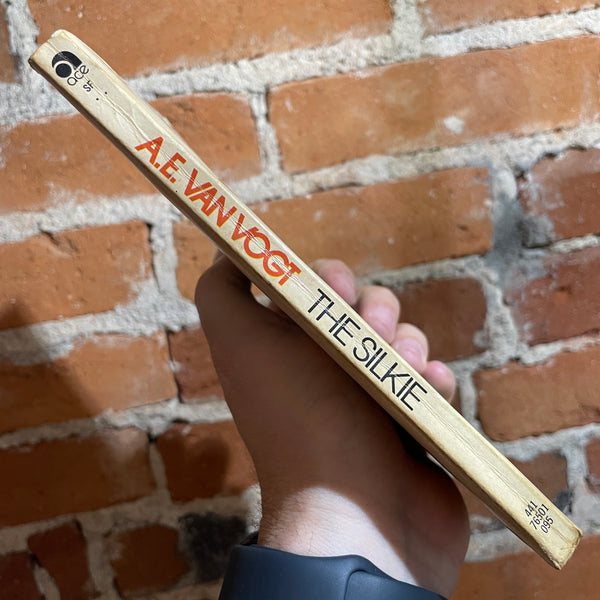 ace
SF
A.E. VAN VOGT
THE SILKIE
441
76501
095